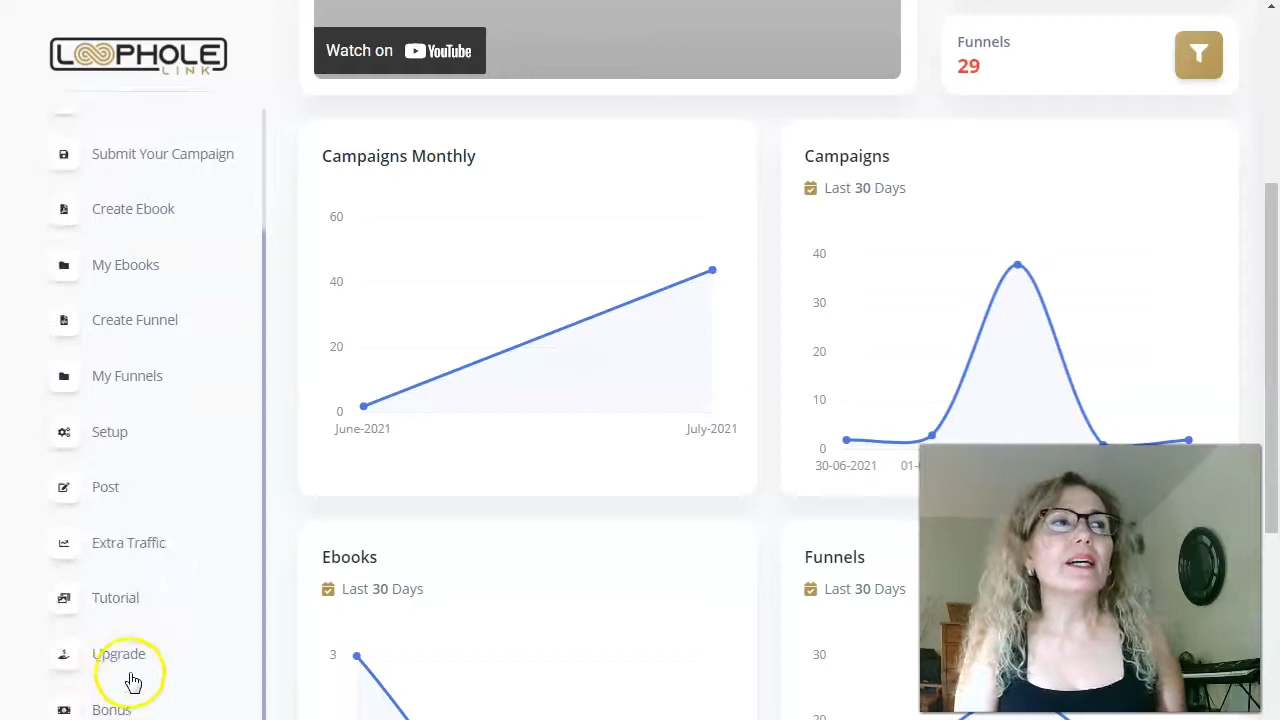 LOOPHOLE
LINK
Submit Your Campaign
Create Ebook
My Ebooks
Create Funnel
My Funnels
Setup
Post
Extra Traffic
Tutorial
Upgrade
Bonus
Watch on YouTube
Funnels
29
Campaigns Monthly
60
40
20
0
June-2021
July-2021
Campaigns
Last 30 Days
40
30
20
10
0
30-06-2021
01-0
Ebooks
Last 30 Days
3
Funnels
Last 30 Days
30
20